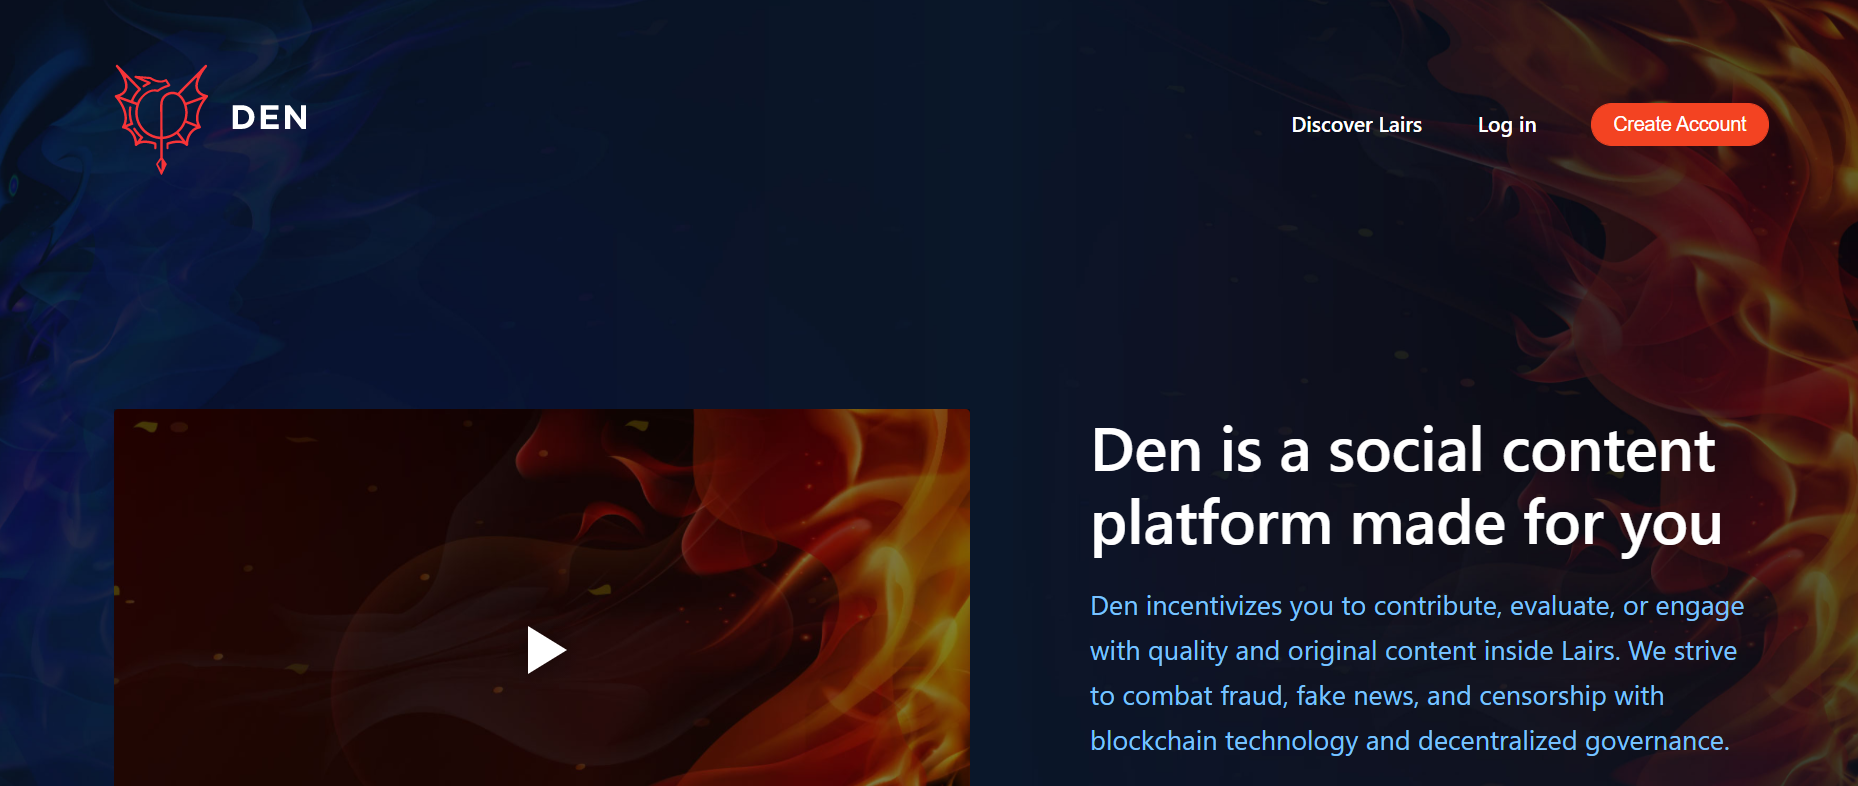 DEN
Discover Lairs
Log in
Create Account
Den is a social content
platform made for you
Den incentivizes you to contribute, evaluate, or engage
with quality and original content inside Lairs. We strive
to combat fraud, fake news, and censorship with
blockchain technology and decentralized governance.